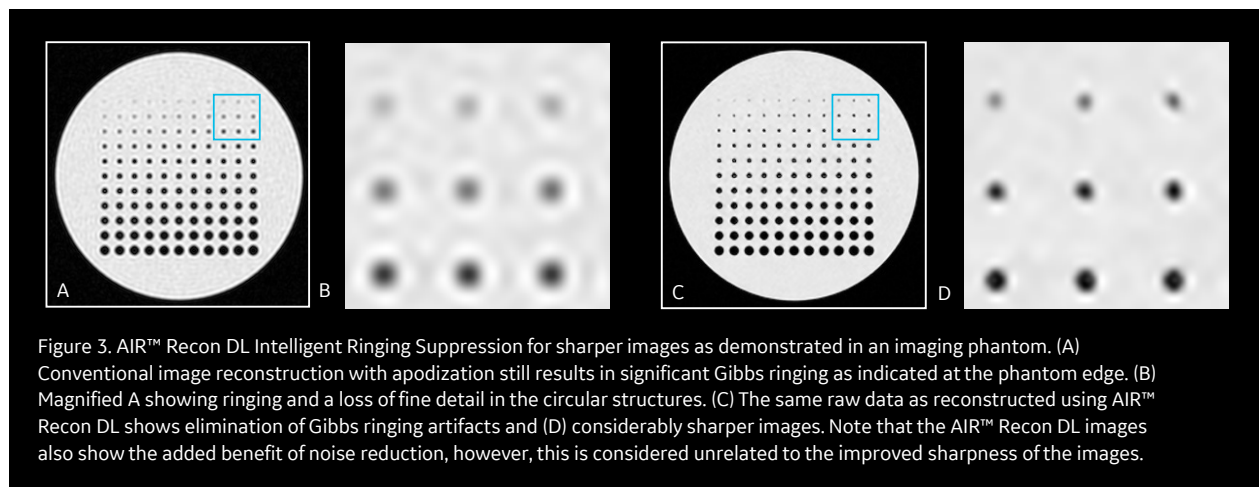 A
B
C
D
Figure 3. AIR™ Recon DL Intelligent Ringing Suppression for sharper images as demonstrated in an imaging phantom. (A)
Conventional image reconstruction with apodization still results in significant Gibbs ringing as indicated at the phantom edge. (B)
Magnified A showing ringing and a loss of fine detail in the circular structures. (C) The same raw data as reconstructed using AIR™
Recon DL shows elimination of Gibbs ringing artifacts and (D) considerably sharper images. Note that the AIR™ Recon DL images
also show the added benefit of noise reduction, however, this is considered unrelated to the improved sharpness of the images.